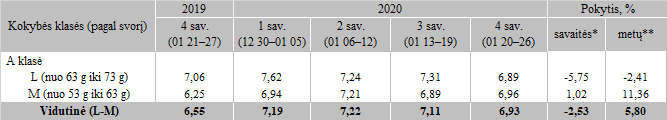 Kokybės klasės (pagal svorį) 2019 2020 Pokytis, %
4 sav. (01 21–27) 1 sav. (12 30–01 05) 2 sav. (01 06–12) 3 sav. (01 13–19) 4 sav. (01 20–26) savaitės* metų**
A klasė
L (nuo 63 g iki 73 g) 7,06 7,62 7,24 7,31 6,89 -5,75 -2,41
M (nuo 53 g iki 63 g) 6,25 6,94 7,21 6,89 6,96 1,02 11,36
Vidutinė (L-M) 6,55 7,19 7,22 7,11 6,93 -2,53 5,80